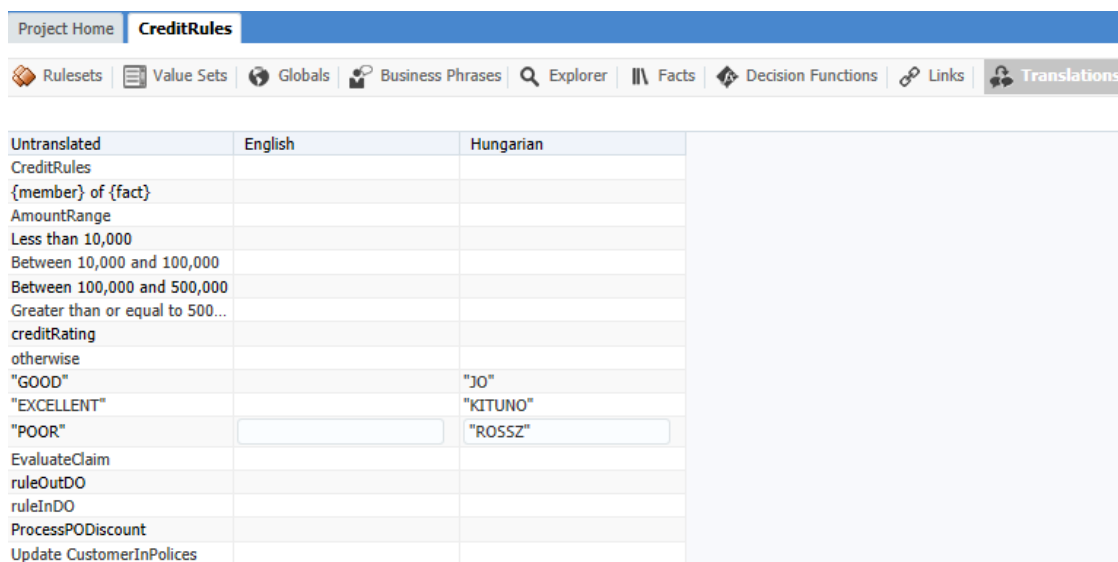 Project Home CreditRules
Rulesets Value Sets Globals Business Phrases Explorer Facts Decision Functions Links Translations
Untranslated English Hungarian
CreditRules
{member} of {fact}
AmountRange
Less than 10,000
Between 10,000 and 100,000
Between 100,000 and 500,000
Greater than or equal to 500...
creditRating
otherwise
"GOOD" "JO"
"EXCELLENT" "KITUNO"
"POOR" "ROSSZ"
EvaluateClaim
ruleOutDO
ruleInDO
ProcessPODiscount
Update CustomerInPolices